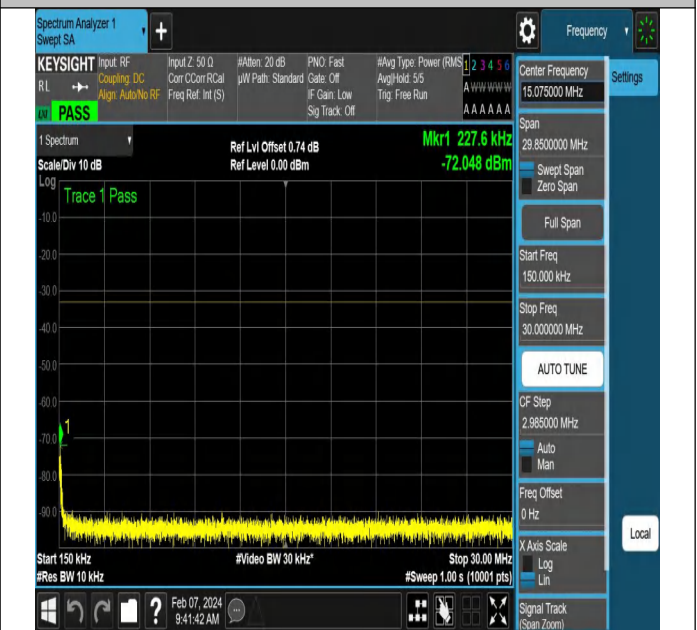 Spectrum Analyzer 1
Swept SA
Frequency
KEYSIGHT
RL
PASS
Input: RF
Coupling: DC
Align: Auto/No RF
Input Z: 50 Ω
Corr CCorr RCal
Freq Ref: Int (S)
#Atten: 20 dB
µW Path: Standard
PNO: Fast
Gate: Off
IF Gain: Low
Sig Track: Off
#Avg Type: Power (RMS
Avg|Hold: 5/5
Trig: Free Run
1 2 3 4 5 6
A W W W W W
A A A A A A
1 Spectrum
Scale/Div 10 dB
Log
Ref Lvl Offset 0.74 dB
Ref Level 0.00 dBm
Mkr1 227.6 kHz
-72.048 dBm
Trace 1 Pass
-10.0
-20.0
-30.0
-40.0
-50.0
-60.0
-70.0
-80.0
-90.0
1
Start 150 kHz
#Res BW 10 kHz
#Video BW 30 kHz*
Stop 30.00 MHz
#Sweep 1.00 s (10001 pts)
Feb 07, 2024
9:41:42 AM
Center Frequency
15.075000 MHz
Settings
Span
29.8500000 MHz
Swept Span
Zero Span
Full Span
Start Freq
150.000 kHz
Stop Freq
30.000000 MHz
AUTO TUNE
CF Step
2.985000 MHz
Auto
Man
Freq Offset
0 Hz
X Axis Scale
Log
Lin
Local
Signal Track
(Span Zoom)